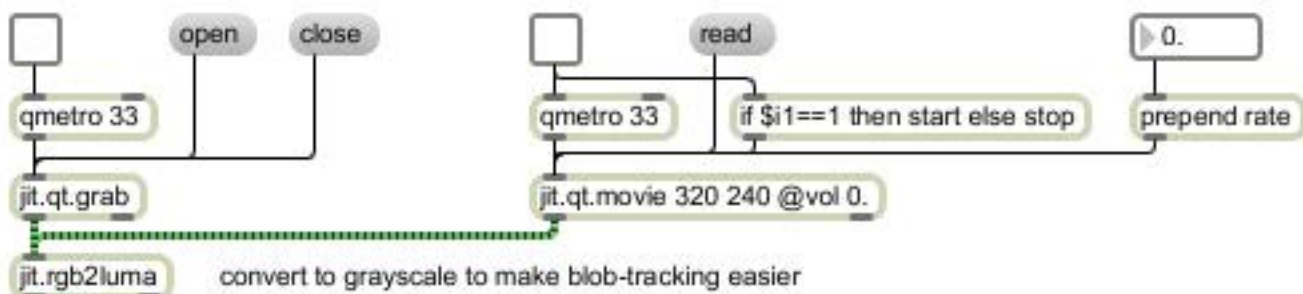 open close read 0.
qmetro 33 qmetro 33 if $i1==1 then start else stop prepend rate
jit.qt.grab jit.qt.movie 320 240 @vol 0.
jit.rgb2luma convert to grayscale to make blob-tracking easier